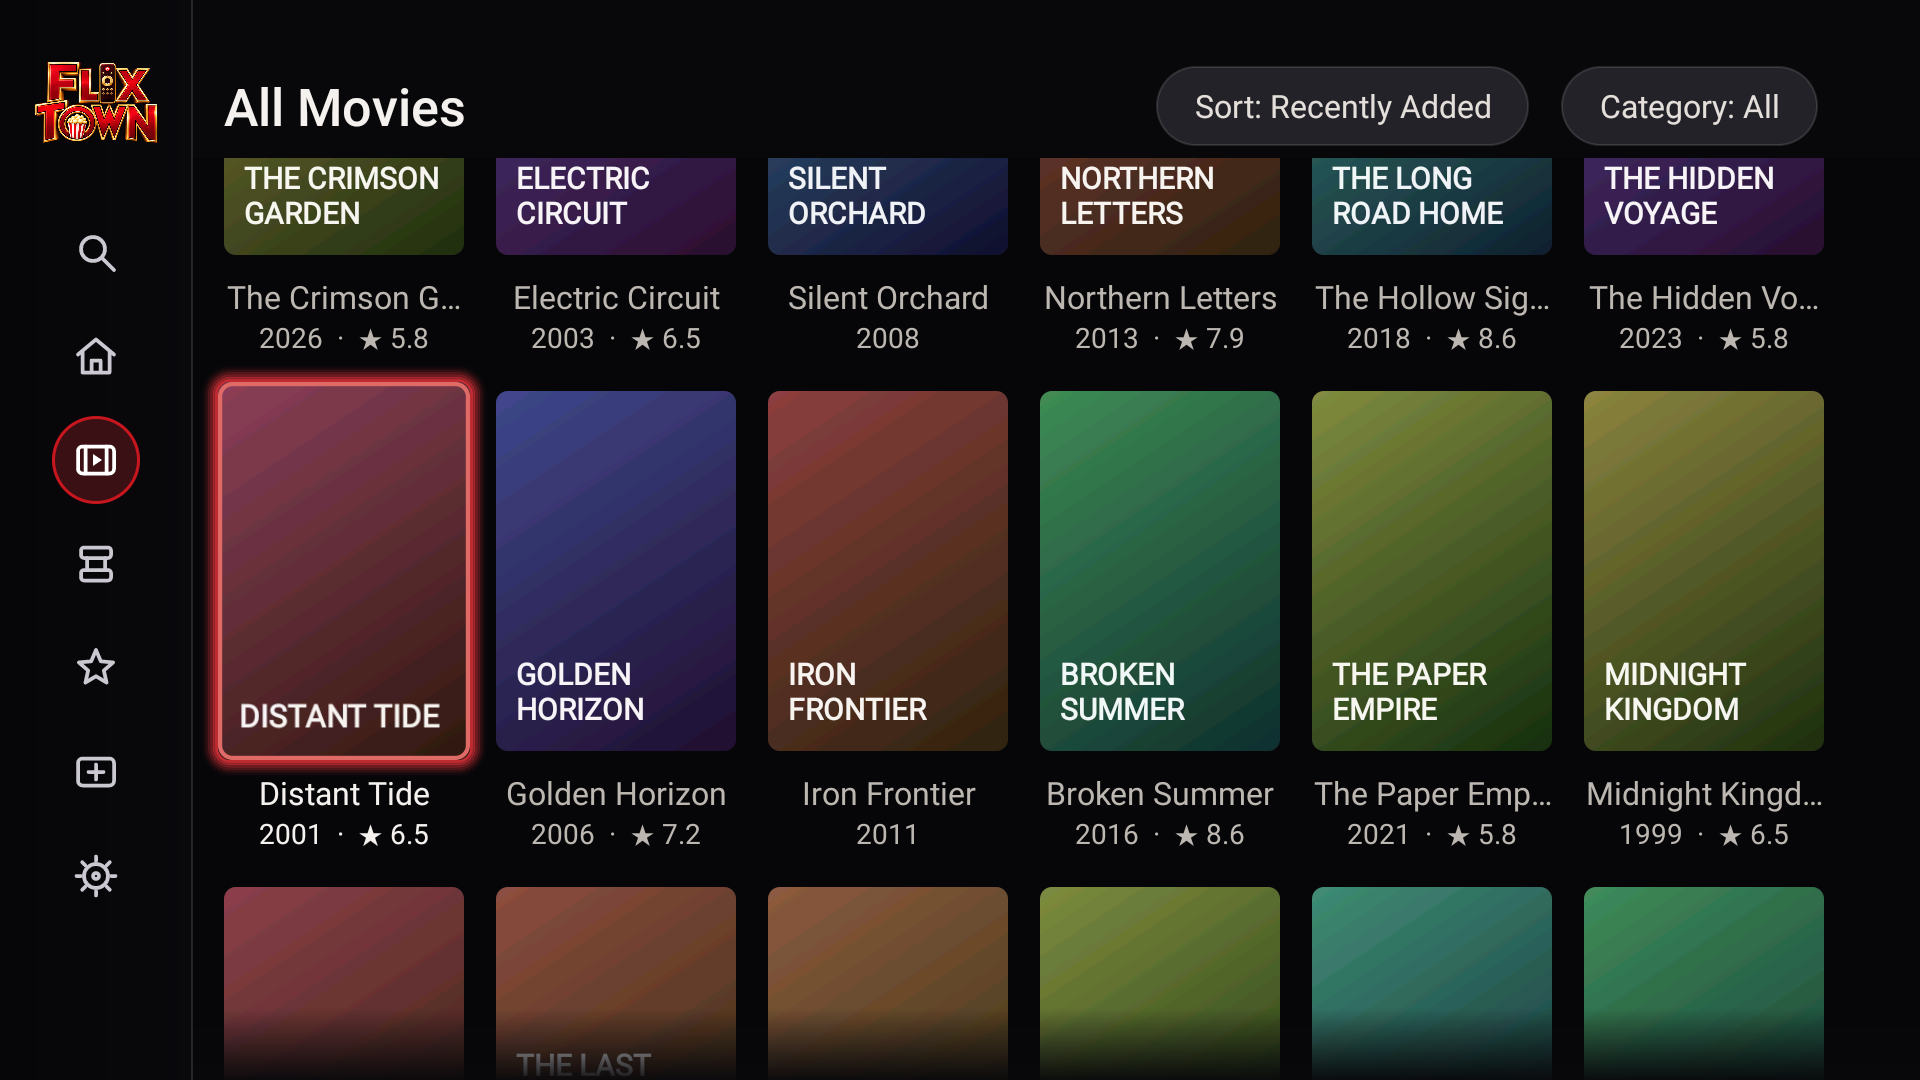 FLIX
TOWN
All Movies
Sort: Recently Added
Category: All
THE CRIMSON
GARDEN
ELECTRIC
CIRCUIT
SILENT
ORCHARD
NORTHERN
LETTERS
THE LONG
ROAD HOME
THE HIDDEN
VOYAGE
The Crimson G...
2026 · ★ 5.8
Electric Circuit
2003 · ★ 6.5
Silent Orchard
2008
Northern Letters
2013 · ★ 7.9
The Hollow Sig...
2018 · ★ 8.6
The Hidden Vo...
2023 · ★ 5.8
DISTANT TIDE
GOLDEN
HORIZON
IRON
FRONTIER
BROKEN
SUMMER
THE PAPER
EMPIRE
MIDNIGHT
KINGDOM
Distant Tide
2001 · ★ 6.5
Golden Horizon
2006 · ★ 7.2
Iron Frontier
2011
Broken Summer
2016 · ★ 8.6
The Paper Emp...
2021 · ★ 5.8
Midnight Kingd...
1999 · ★ 6.5
THE LAST